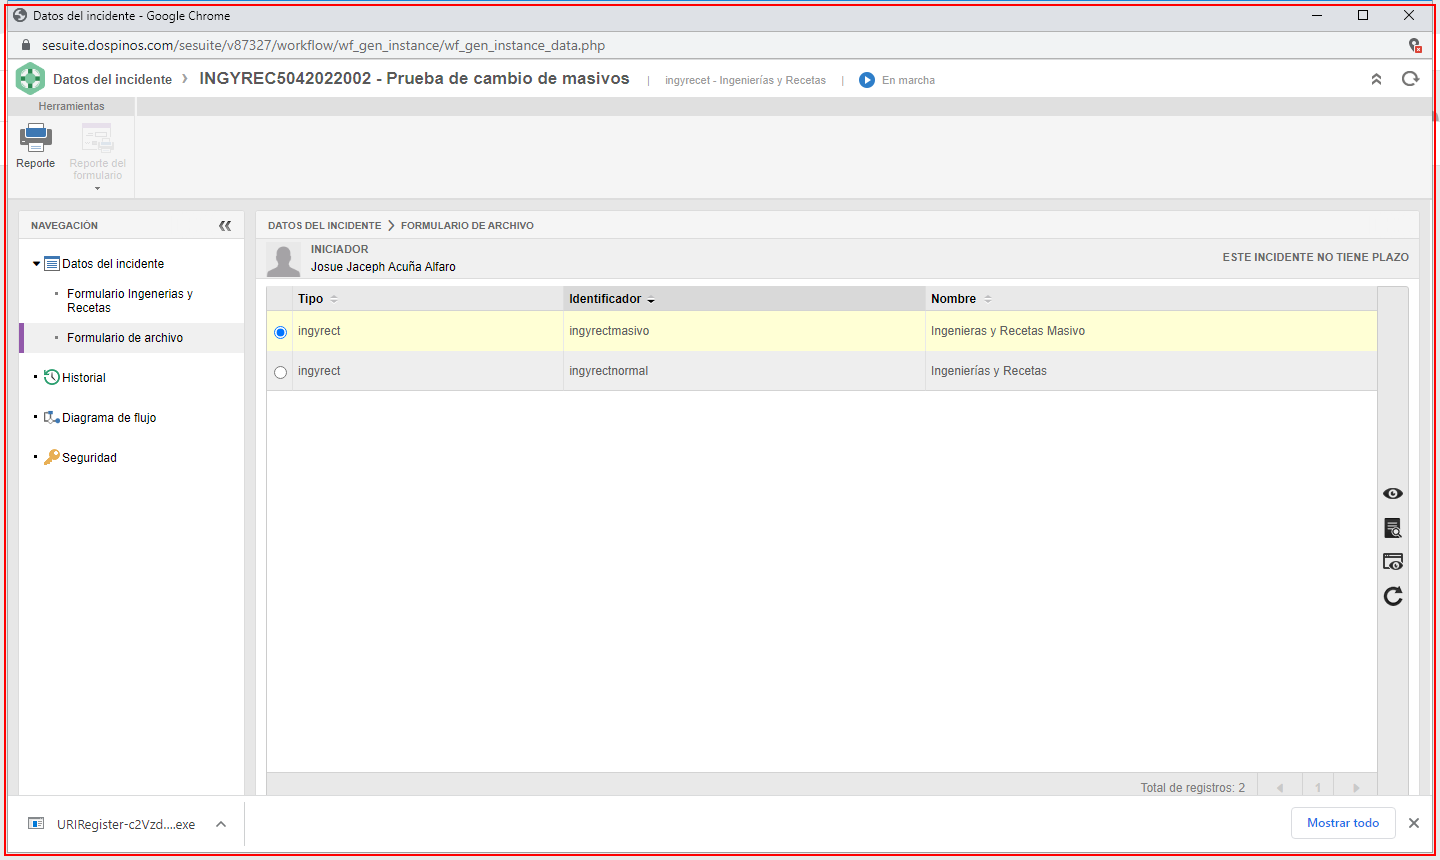 Datos del incidente - Google Chrome
sesuite.dospinos.com/sesuite/v87327/workflow/wf_gen_instance/wf_gen_instance_data.php
Datos del incidente > INGYREC5042022002 - Prueba de cambio de masivos | ingyrecet - Ingenierías y Recetas | En marcha
Herramientas
Reporte
Reporte del
formulario
NAVEGACIÓN
Datos del incidente
Formulario Ingenerias y
Recetas
Formulario de archivo
Historial
Diagrama de flujo
Seguridad
DATOS DEL INCIDENTE > FORMULARIO DE ARCHIVO
INICIADOR
Josue Jaceph Acuña Alfaro
ESTE INCIDENTE NO TIENE PLAZO
Tipo Identificador Nombre
ingyrect ingyrectmasivo Ingenieras y Recetas Masivo
ingyrect ingyrectnormal Ingenierías y Recetas
Total de registros: 2 1
URIRegister-c2Vzd....exe
Mostrar todo